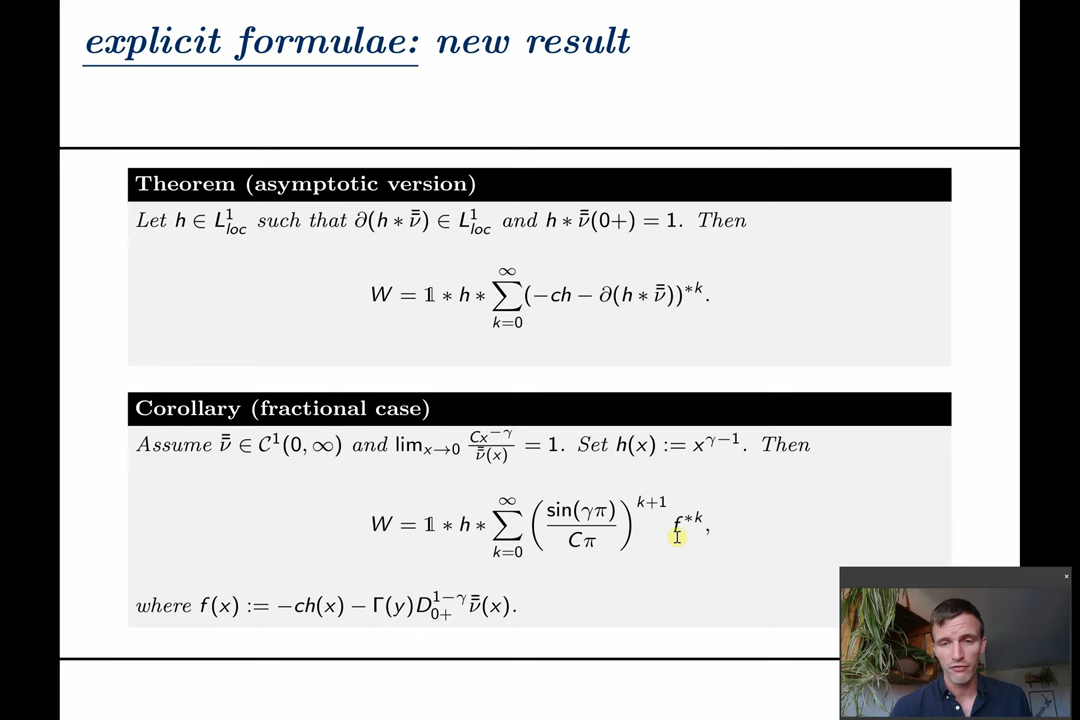 explicit formulae: new result
Theorem (asymptotic version)
Let h ∈ L¹_loc such that ∂(h ∗ ν̿) ∈ L¹_loc and h ∗ ν̿(0+) = 1. Then
W = 𝟙 ∗ h ∗ ∑_{k=0}^{∞} (−ch − ∂(h ∗ ν̿))^{∗k}.
Corollary (fractional case)
Assume ν̿ ∈ 𝒞¹(0, ∞) and lim_{x→0} Cx^{−γ}/ν̿(x) = 1. Set h(x) := x^{γ−1}. Then
W = 𝟙 ∗ h ∗ ∑_{k=0}^{∞} (sin(γπ)/Cπ)^{k+1} f^{∗k},
where f(x) := −ch(x) − Γ(y)D_{0+}^{1−γ} ν̿(x).